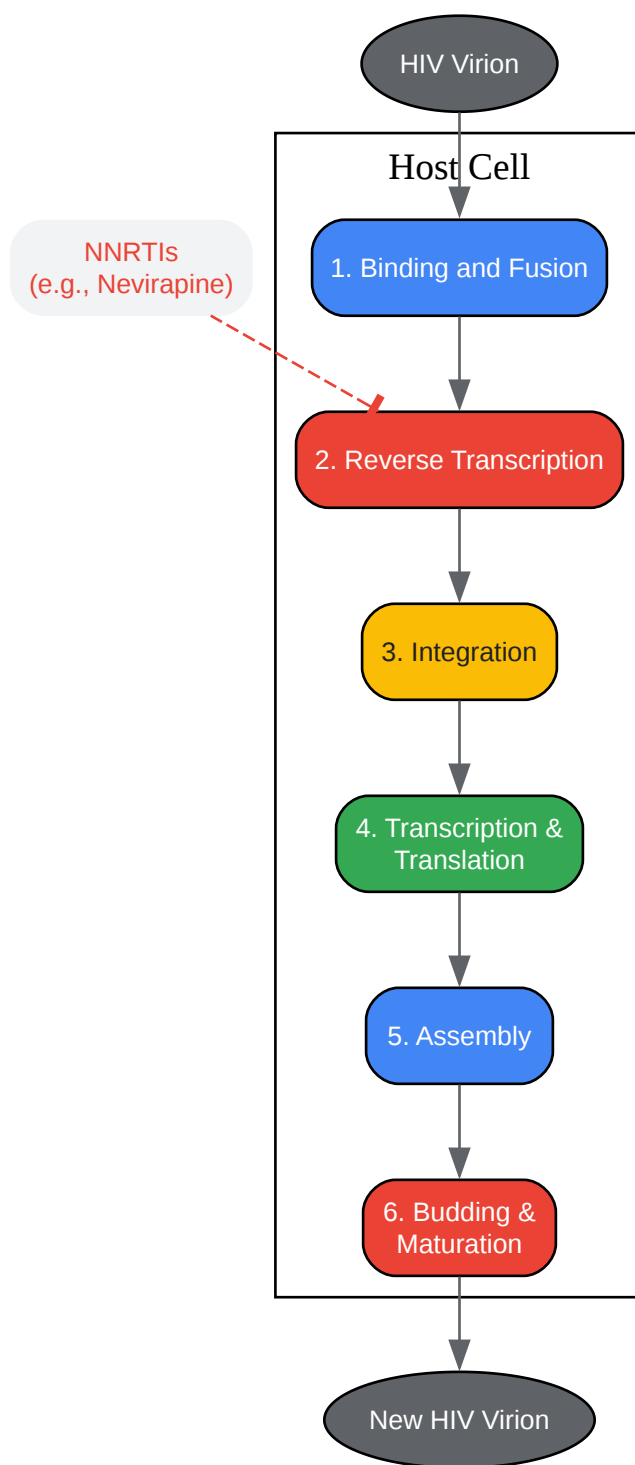 HIV Virion
Host Cell
NNRTIs
(e.g., Nevirapine)
1. Binding and Fusion
2. Reverse Transcription
3. Integration
4. Transcription &
Translation
5. Assembly
6. Budding &
Maturation
New HIV Virion